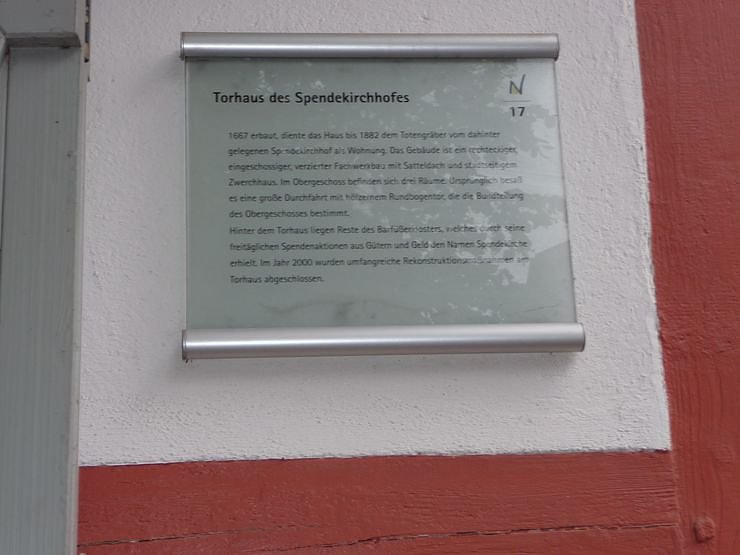 Torhaus des Spendekirchhofes
N
17
1667 erbaut, diente das Haus bis 1882 dem Totengräber vom dahinter
gelegenen Spendekirchhof als Wohnung. Das Gebäude ist ein rechteckiger,
eingeschossiger, verzierter Fachwerkbau mit Satteldach und stadtseitigem
Zwerchhaus. Im Obergeschoss befinden sich drei Räume. Ursprünglich besaß
es eine große Durchfahrt mit hölzernem Rundbogentor, die die Bundteilung
des Obergeschosses bestimmt.
Hinter dem Torhaus liegen Reste des Barfüßerklosters, welches durch seine
freitäglichen Spendenaktionen aus Gütern und Geld den Namen Spendekirche
erhielt. Im Jahr 2000 wurden umfangreiche Rekonstruktionsmaßnahmen am
Torhaus abgeschlossen.